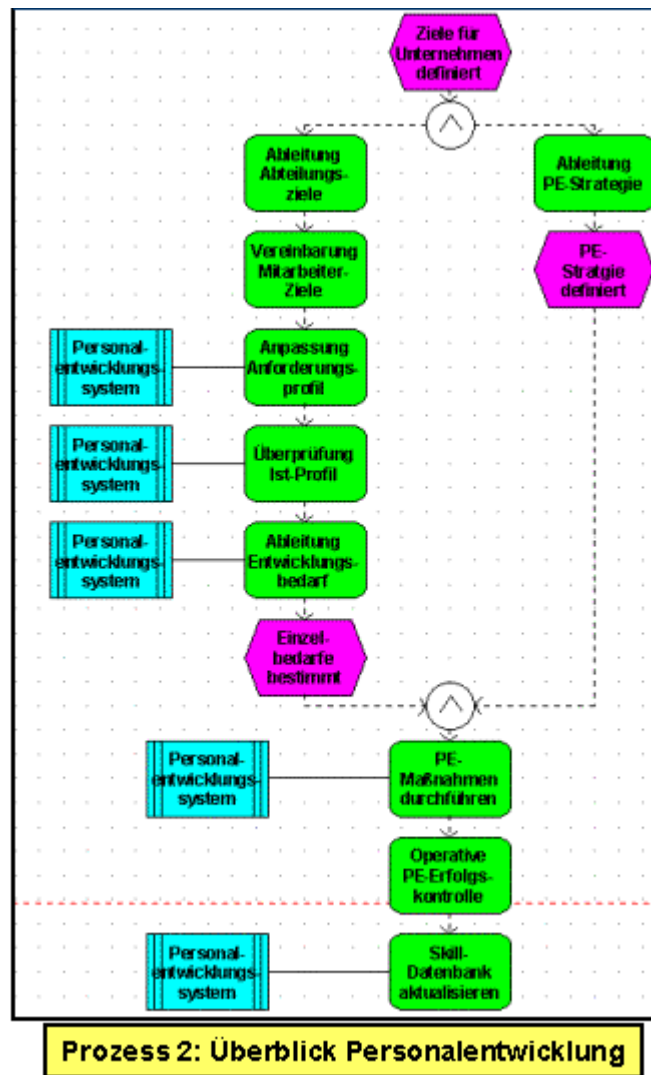 Ziele für
Unternehmen
definiert
Ableitung
Abteilungs-
ziele
Ableitung
PE-Strategie
Vereinbarung
Mitarbeiter-
Ziele
PE-
Stratgie
definiert
Personal-
entwicklungs-
system
Anpassung
Anforderungs-
profil
Personal-
entwicklungs-
system
Überprüfung
Ist-Profil
Personal-
entwicklungs-
system
Ableitung
Entwicklungs-
bedarf
Einzel-
bedarfe
bestimmt
Personal-
entwicklungs-
system
PE-
Maßnahmen
durchführen
Operative
PE-Erfolgs-
kontrolle
Personal-
entwicklungs-
system
Skill-
Datenbank
aktualisieren
Prozess 2: Überblick Personalentwicklung